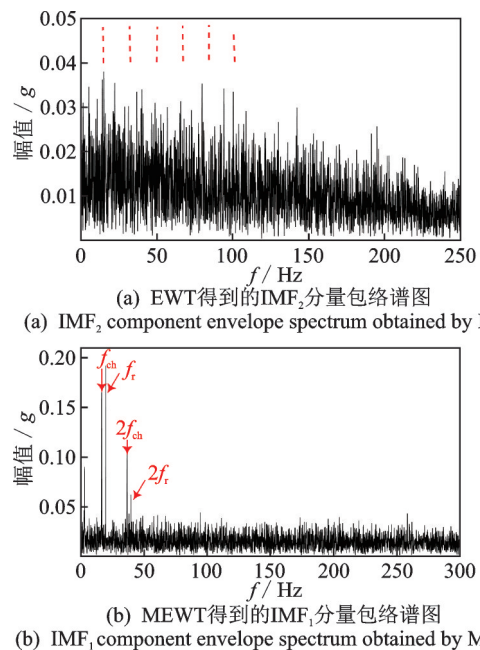 0.05
0.04
0.03
0.02
0.01
幅值 / g
0 50 100 150 200 250
f / Hz
(a) EWT得到的IMF₂分量包络谱图
(a) IMF₂ component envelope spectrum obtained by
0.20
0.15
0.10
0.05
幅值 / g
f_ch
f_r
2f_ch
2f_r
0 50 100 150 200 250 300
f / Hz
(b) MEWT得到的IMF₁分量包络谱图
(b) IMF₁ component envelope spectrum obtained by M